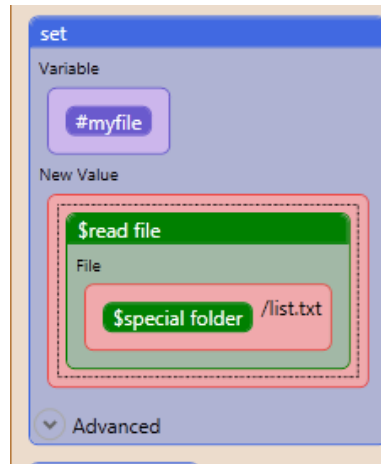 set
Variable
#myfile
New Value
$read file
File
$special folder /list.txt
Advanced